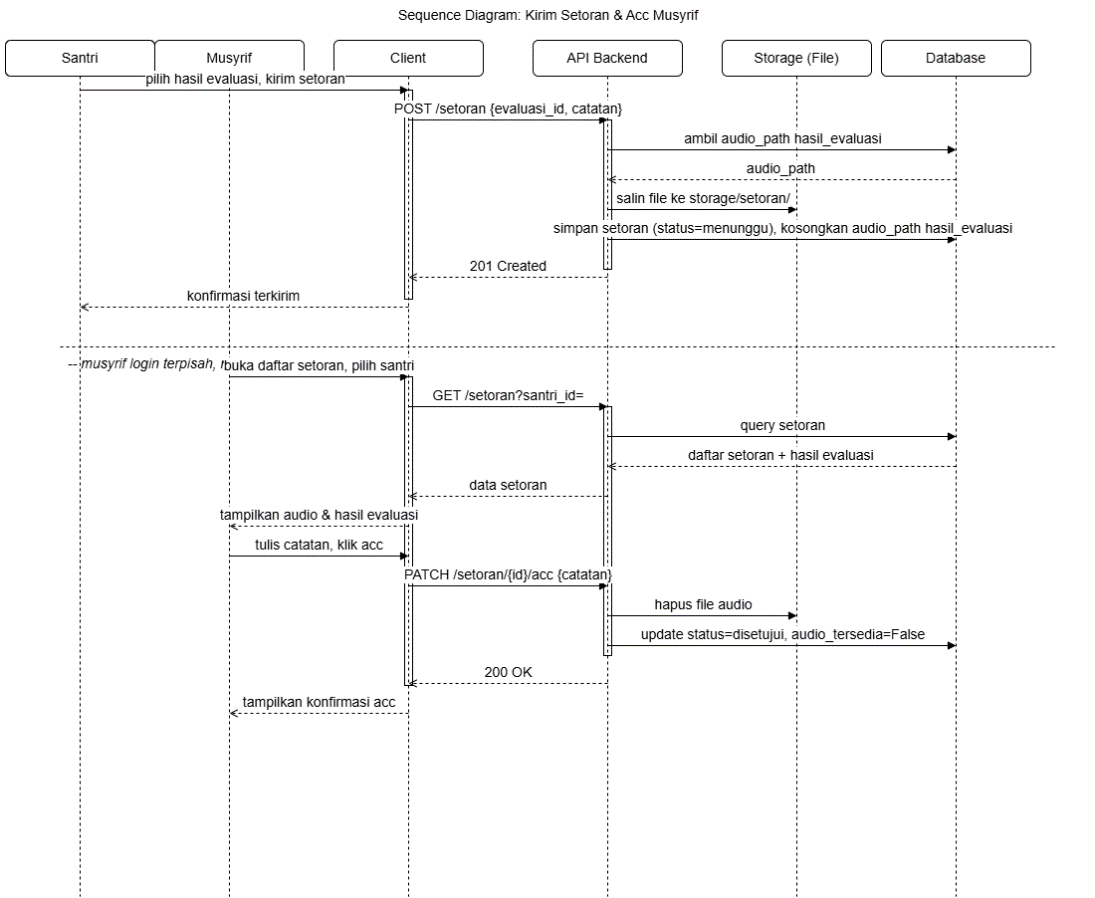 Sequence Diagram: Kirim Setoran & Acc Musyrif
Santri
Musyrif
Client
API Backend
Storage (File)
Database
pilih hasil evaluasi, kirim setoran
POST /setoran {evaluasi_id, catatan}
ambil audio_path hasil_evaluasi
audio_path
salin file ke storage/setoran/
simpan setoran (status=menunggu), kosongkan audio_path hasil_evaluasi
201 Created
konfirmasi terkirim
--- musyrif login terpisah,
buka daftar setoran, pilih santri
GET /setoran?santri_id=
query setoran
daftar setoran + hasil evaluasi
data setoran
tampilkan audio & hasil evaluasi
tulis catatan, klik acc
PATCH /setoran/{id}/acc {catatan}
hapus file audio
update status=disetujui, audio_tersedia=False
200 OK
tampilkan konfirmasi acc